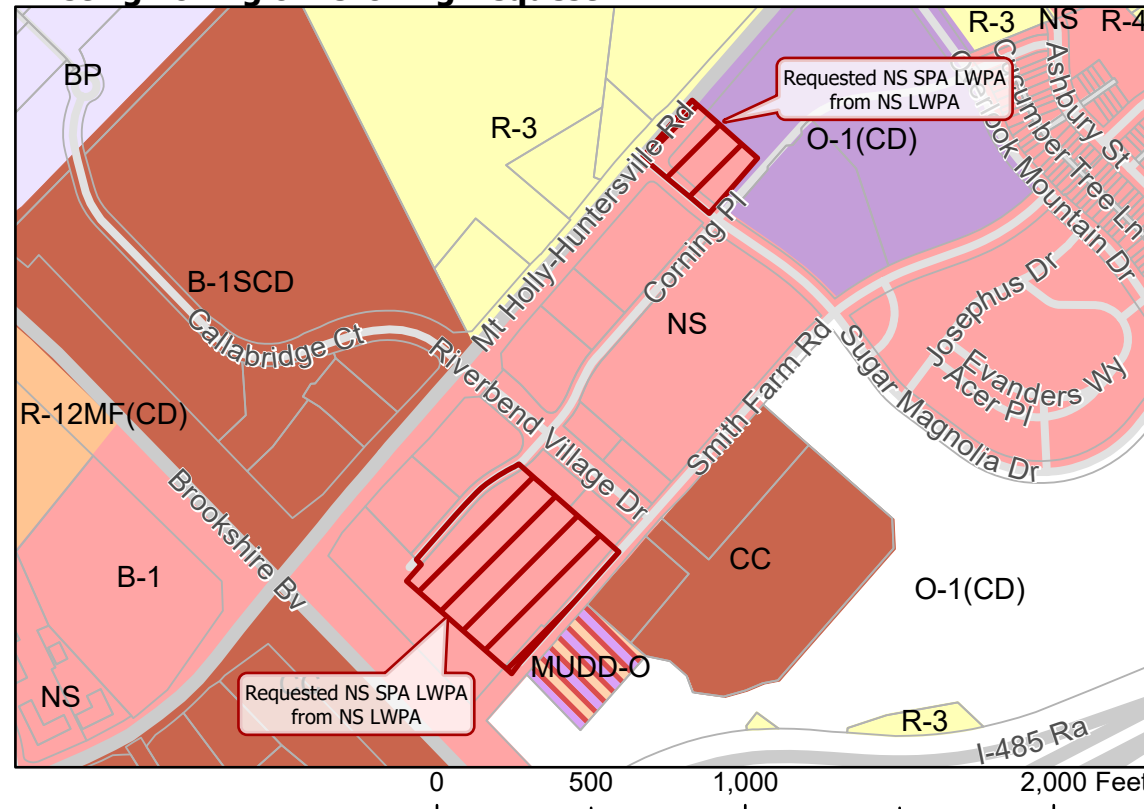 R-3
NS
R-4
BP
Requested NS SPA LWPA
from NS LWPA
R-3
O-1(CD)
Ashbury St
Cucumber Tree Ln
Overlook Mountain Dr
Mt Holly-Huntersville Rd
Corning Pl
B-1SCD
Callabridge Ct
NS
Josephus Dr
Evanders Wy
Acer Pl
Riverbend Village Dr
Smith Farm Rd
Sugar Magnolia Dr
R-12MF(CD)
Brookshire Bv
CC
B-1
O-1(CD)
MUDD-O
NS
Requested NS SPA LWPA
from NS LWPA
R-3
I-485 Ra
0 500 1,000 2,000 Feet